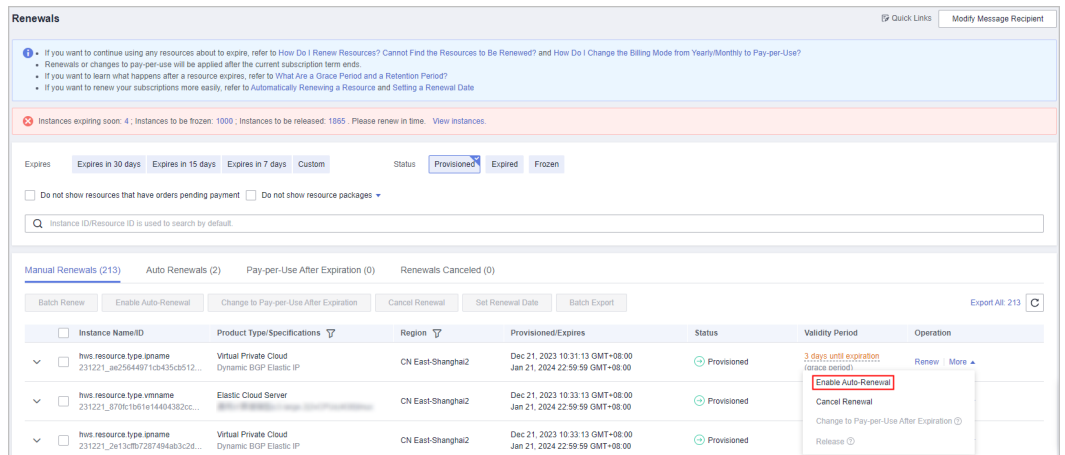 Renewals
Quick Links
Modify Message Recipient
If you want to continue using any resources about to expire, refer to How Do I Renew Resources? Cannot Find the Resources to Be Renewed? and How Do I Change the Billing Mode from Yearly/Monthly to Pay-per-Use?
Renewals or changes to pay-per-use will be applied after the current subscription term ends.
If you want to learn what happens after a resource expires, refer to What Are a Grace Period and a Retention Period?
If you want to renew your subscriptions more easily, refer to Automatically Renewing a Resource and Setting a Renewal Date
Instances expiring soon: 4 ; Instances to be frozen: 1000 ; Instances to be released: 1865 . Please renew in time. View instances.
Expires Expires in 30 days Expires in 15 days Expires in 7 days Custom Status Provisioned Expired Frozen
Do not show resources that have orders pending payment Do not show resource packages
Instance ID/Resource ID is used to search by default.
Manual Renewals (213) Auto Renewals (2) Pay-per-Use After Expiration (0) Renewals Canceled (0)
Batch Renew Enable Auto-Renewal Change to Pay-per-Use After Expiration Cancel Renewal Set Renewal Date Batch Export Export All: 213
Instance Name/ID Product Type/Specifications Region Provisioned/Expires Status Validity Period Operation
hws.resource.type.ipname Virtual Private Cloud CN East-Shanghai2 Dec 21, 2023 10:31:13 GMT+08:00 Provisioned 3 days until expiration Renew More
231221_ae25644971cb435cb512... Dynamic BGP Elastic IP Jan 21, 2024 22:59:59 GMT+08:00 (grace period)
Enable Auto-Renewal
hws.resource.type.vmname Elastic Cloud Server CN East-Shanghai2 Dec 21, 2023 10:33:13 GMT+08:00 Provisioned Cancel Renewal
231221_870fc1b61e14404382cc... Jan 21, 2024 22:59:59 GMT+08:00
Change to Pay-per-Use After Expiration
hws.resource.type.ipname Virtual Private Cloud CN East-Shanghai2 Dec 21, 2023 10:33:13 GMT+08:00 Provisioned Release
231221_2e13cffb7287494ab3c2d... Dynamic BGP Elastic IP Jan 21, 2024 22:59:59 GMT+08:00